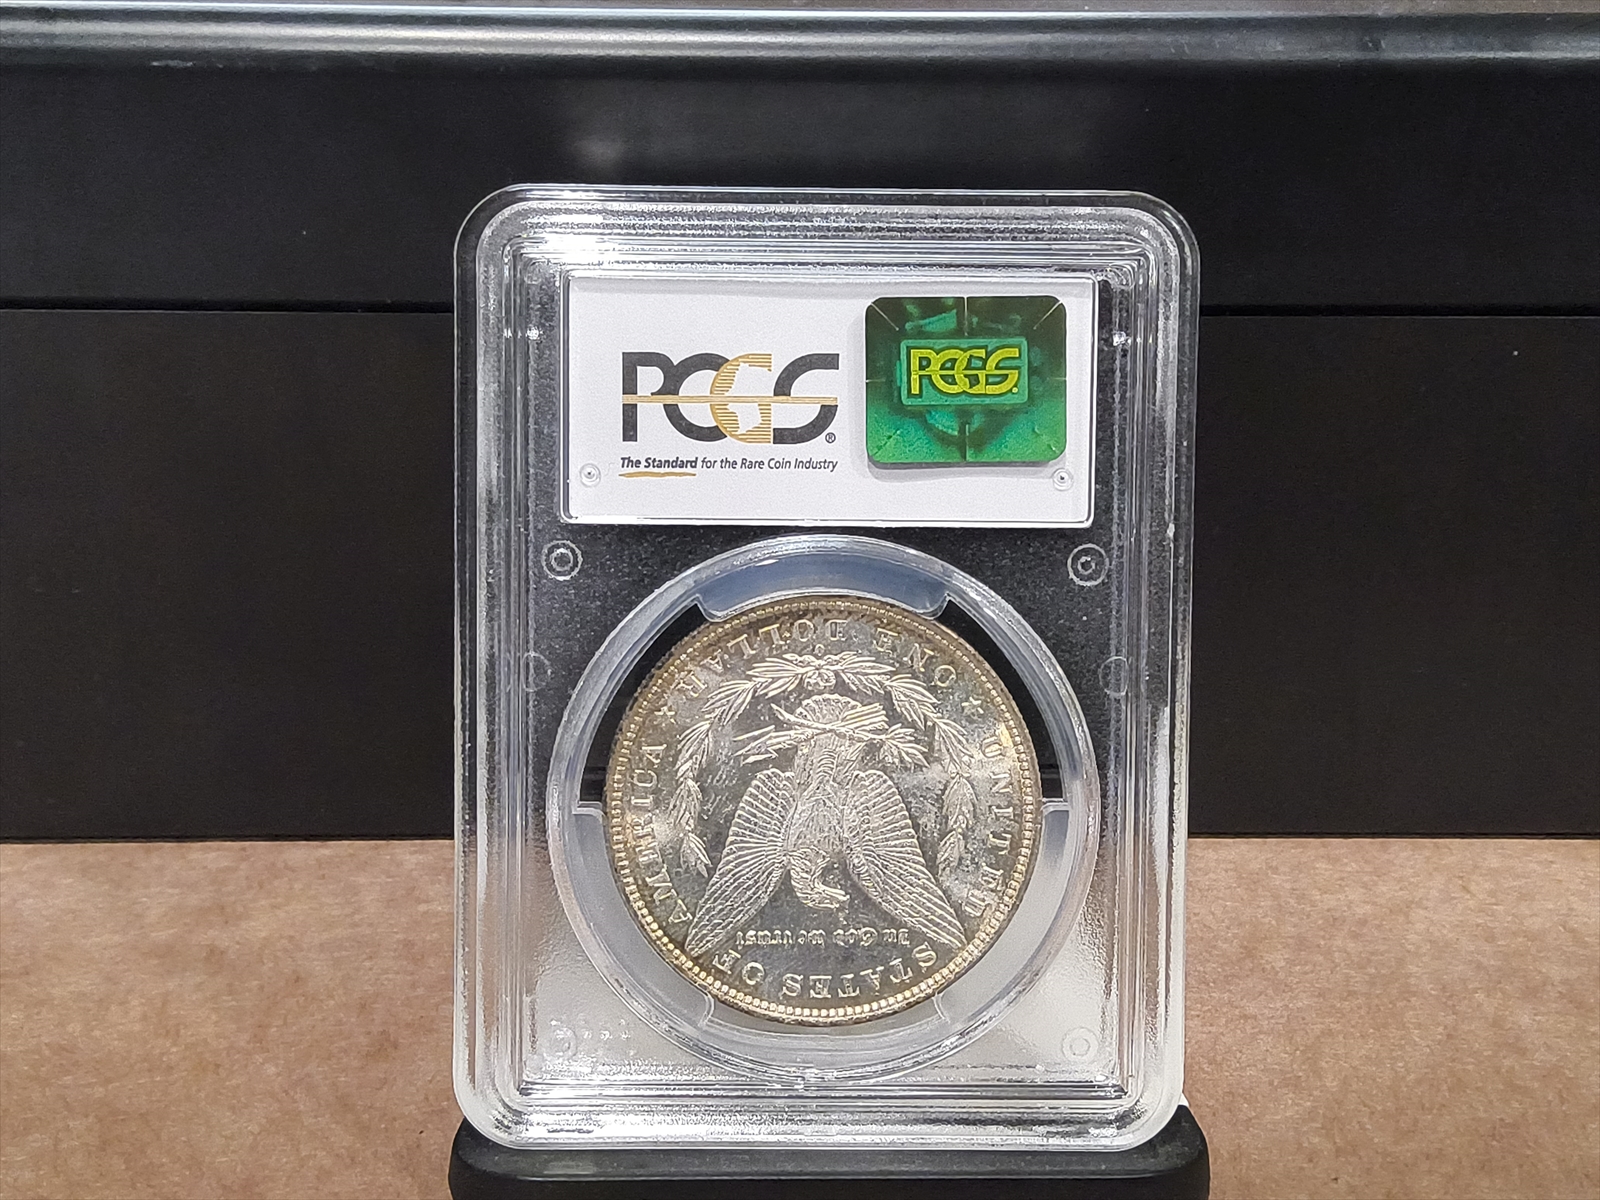 PCGS®
PCGS.
The Standard for the Rare Coin Industry
UNITED STATES OF AMERICA
In God we trust
ONE DOLLAR